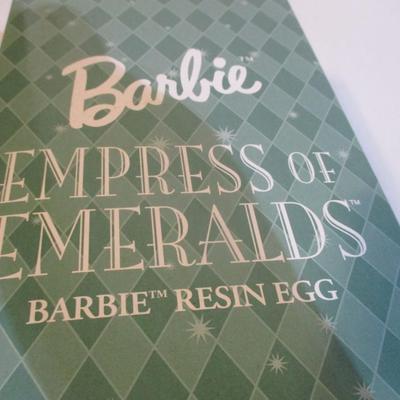 Barbie™
EMPRESS OF
EMERALDS™
BARBIE™ RESIN EGG